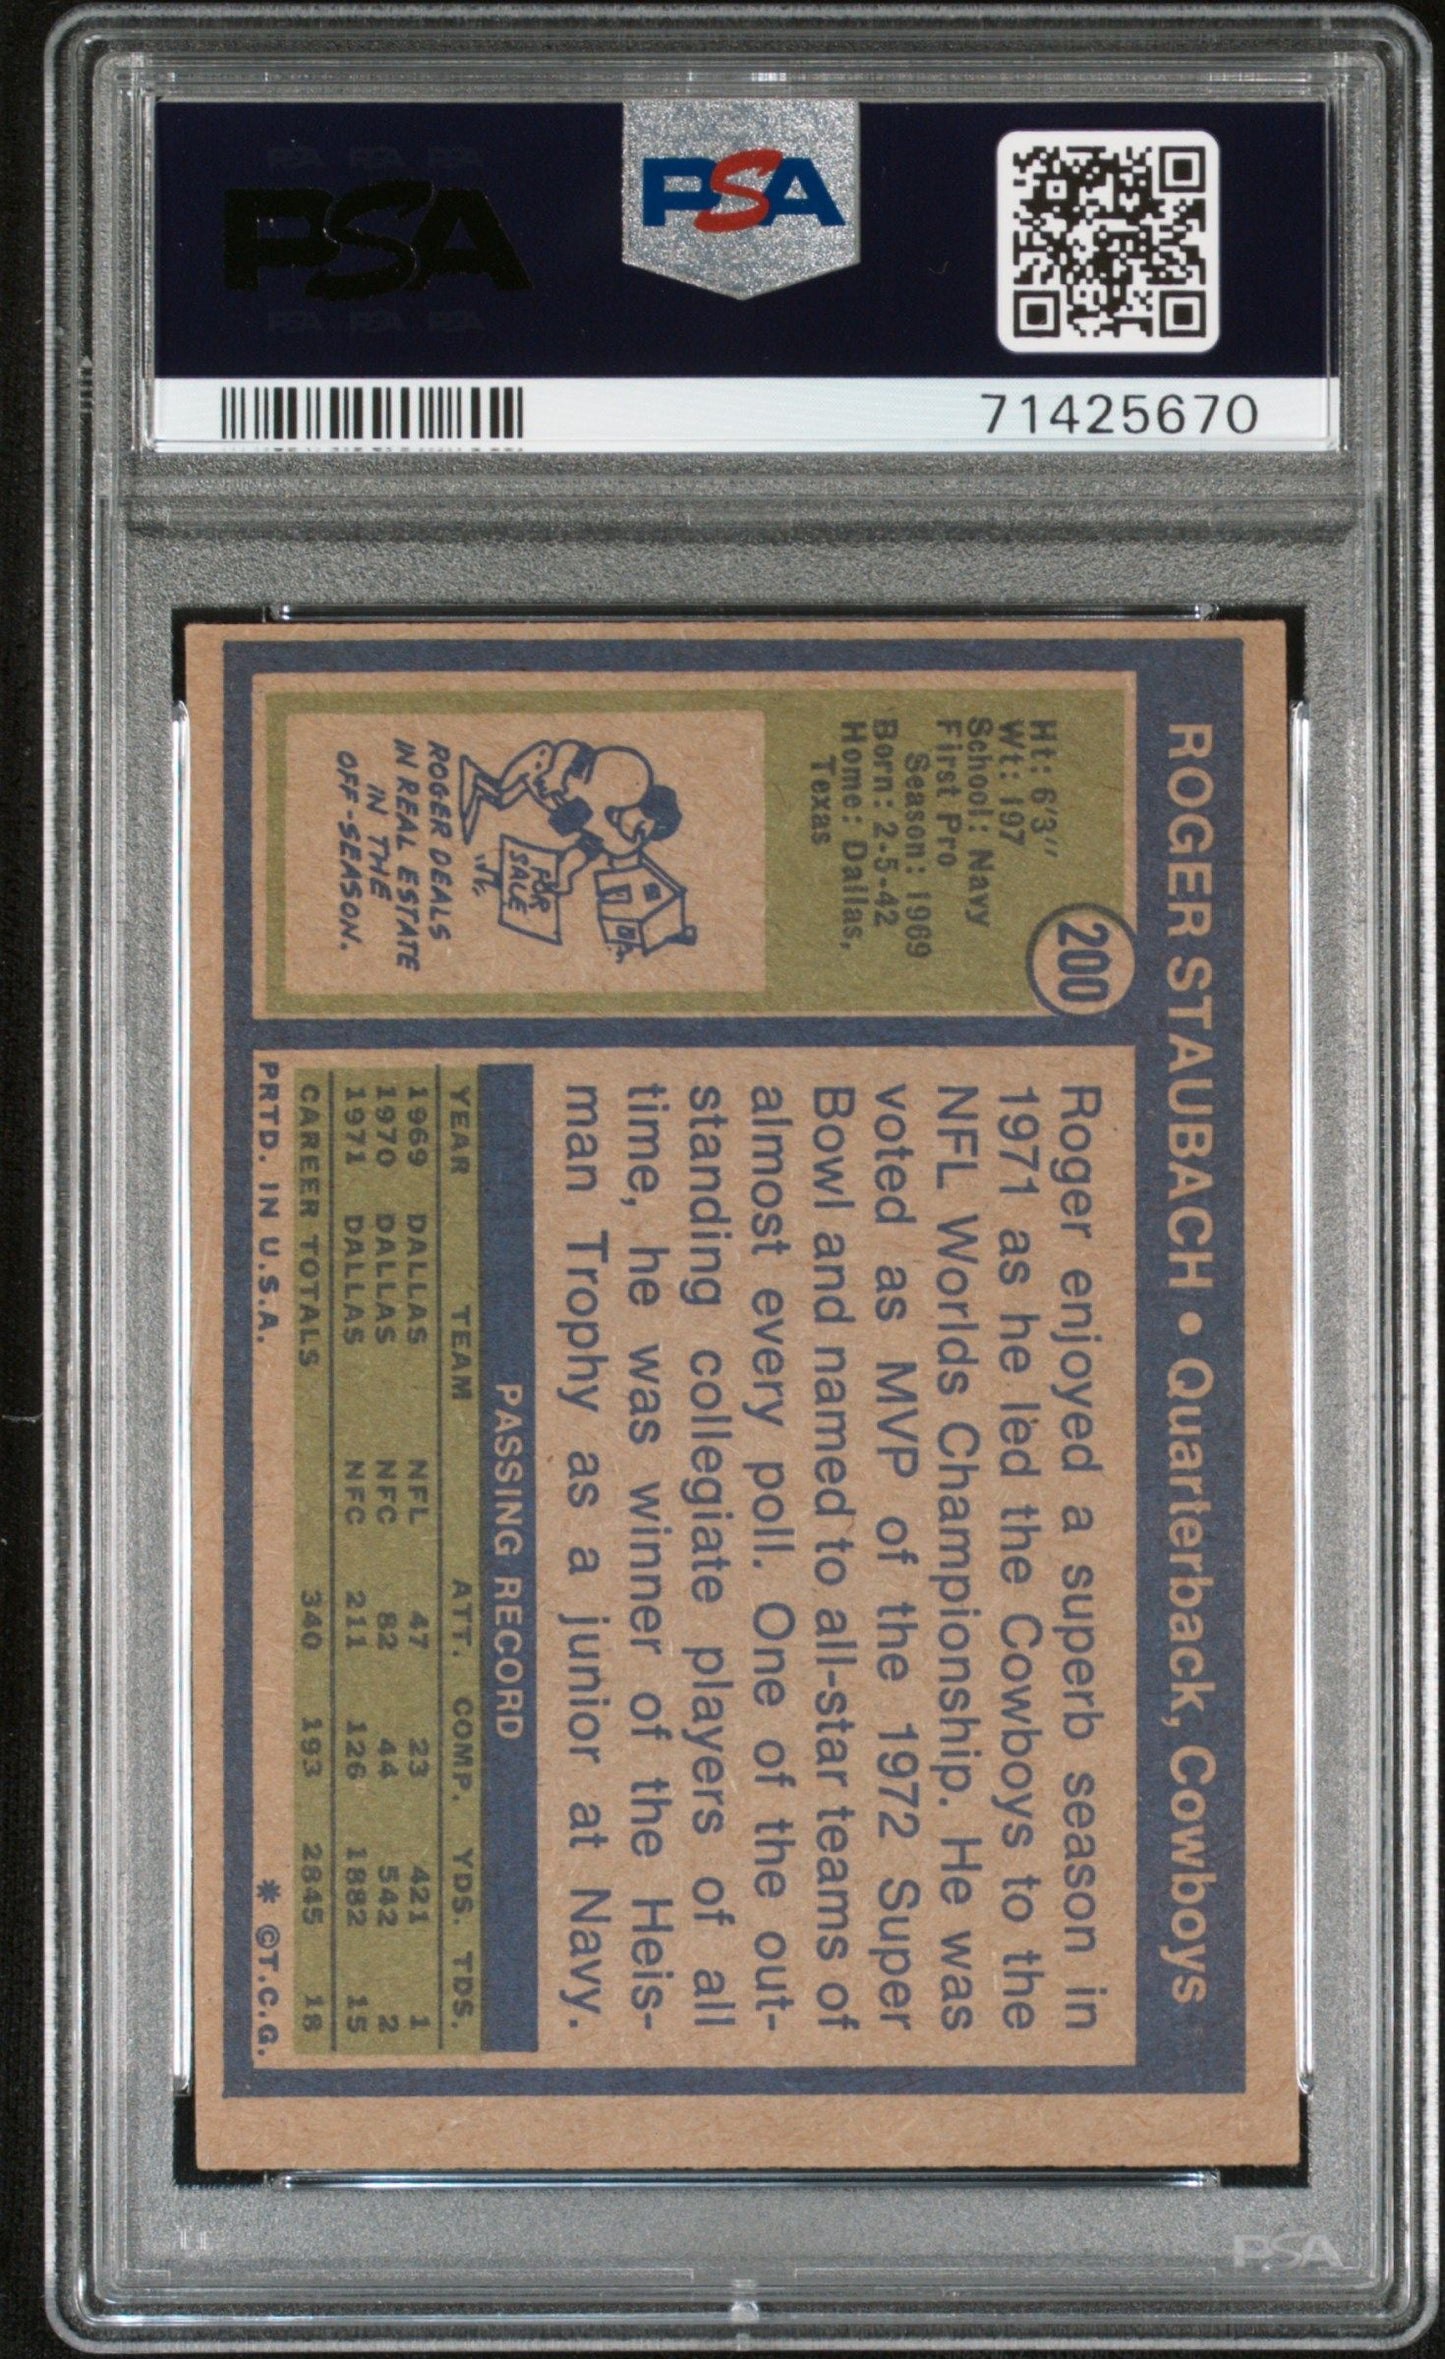 PSA PSA PSA
PSA
PSA PSA PSA
PSA
71425670
ROGER STAUBACH • Quarterback, Cowboys
200
Ht: 6'3"
Wt: 197
School: Navy
First Pro
Season: 1969
Born: 2-5-42
Home: Dallas,
Texas
FOR
SALE
ROGER DEALS
IN REAL ESTATE
IN THE
OFF-SEASON.
Roger enjoyed a superb season in
1971 as he led the Cowboys to the
NFL Worlds Championship. He was
voted as MVP of the 1972 Super
Bowl and named to all-star teams of
almost every poll. One of the out-
standing collegiate players of all
time, he was winner of the Heis-
man Trophy as a junior at Navy.
PASSING RECORD
YEAR TEAM ATT. COMP. YDS. TDS.
1969 DALLAS NFL 47 23 421 1
1970 DALLAS NFC 82 44 542 2
1971 DALLAS NFC 211 126 1882 15
CAREER TOTALS 340 193 2845 18
PRTD. IN U.S.A. * ©T.C.G.
PSA